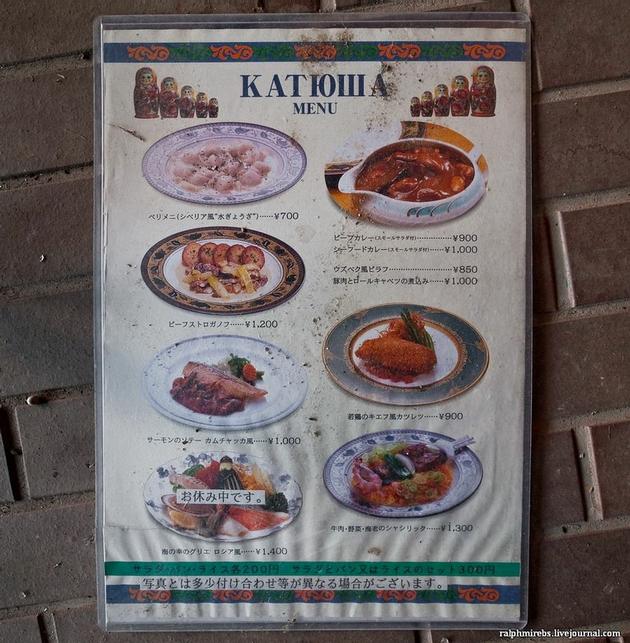 КАТЮША
MENU
ペリメニ(シベリア風"水ぎょうざ")……¥700
ビーフカレー(スモールサラダ付)……………¥900
シーフードカレー(スモールサラダ付)………¥1,000
ウズベク風ピラフ………………¥850
豚肉とロールキャベツの煮込み…¥1,000
ビーフストロガノフ……¥1,200
若鶏のキエフ風カツレツ……¥900
サーモンのソテー カムチャッカ風…¥1,000
お休み中です。
牛肉・野菜・海老のシャシリック…¥1,300
海の幸のグリエ ロシア風……¥1,400
サラダ・パン・ライス各200円 サラダとパン又はライスのセット300円
写真とは多少付け合わせ等が異なる場合がございます。
ralphmirebs.livejournal.com